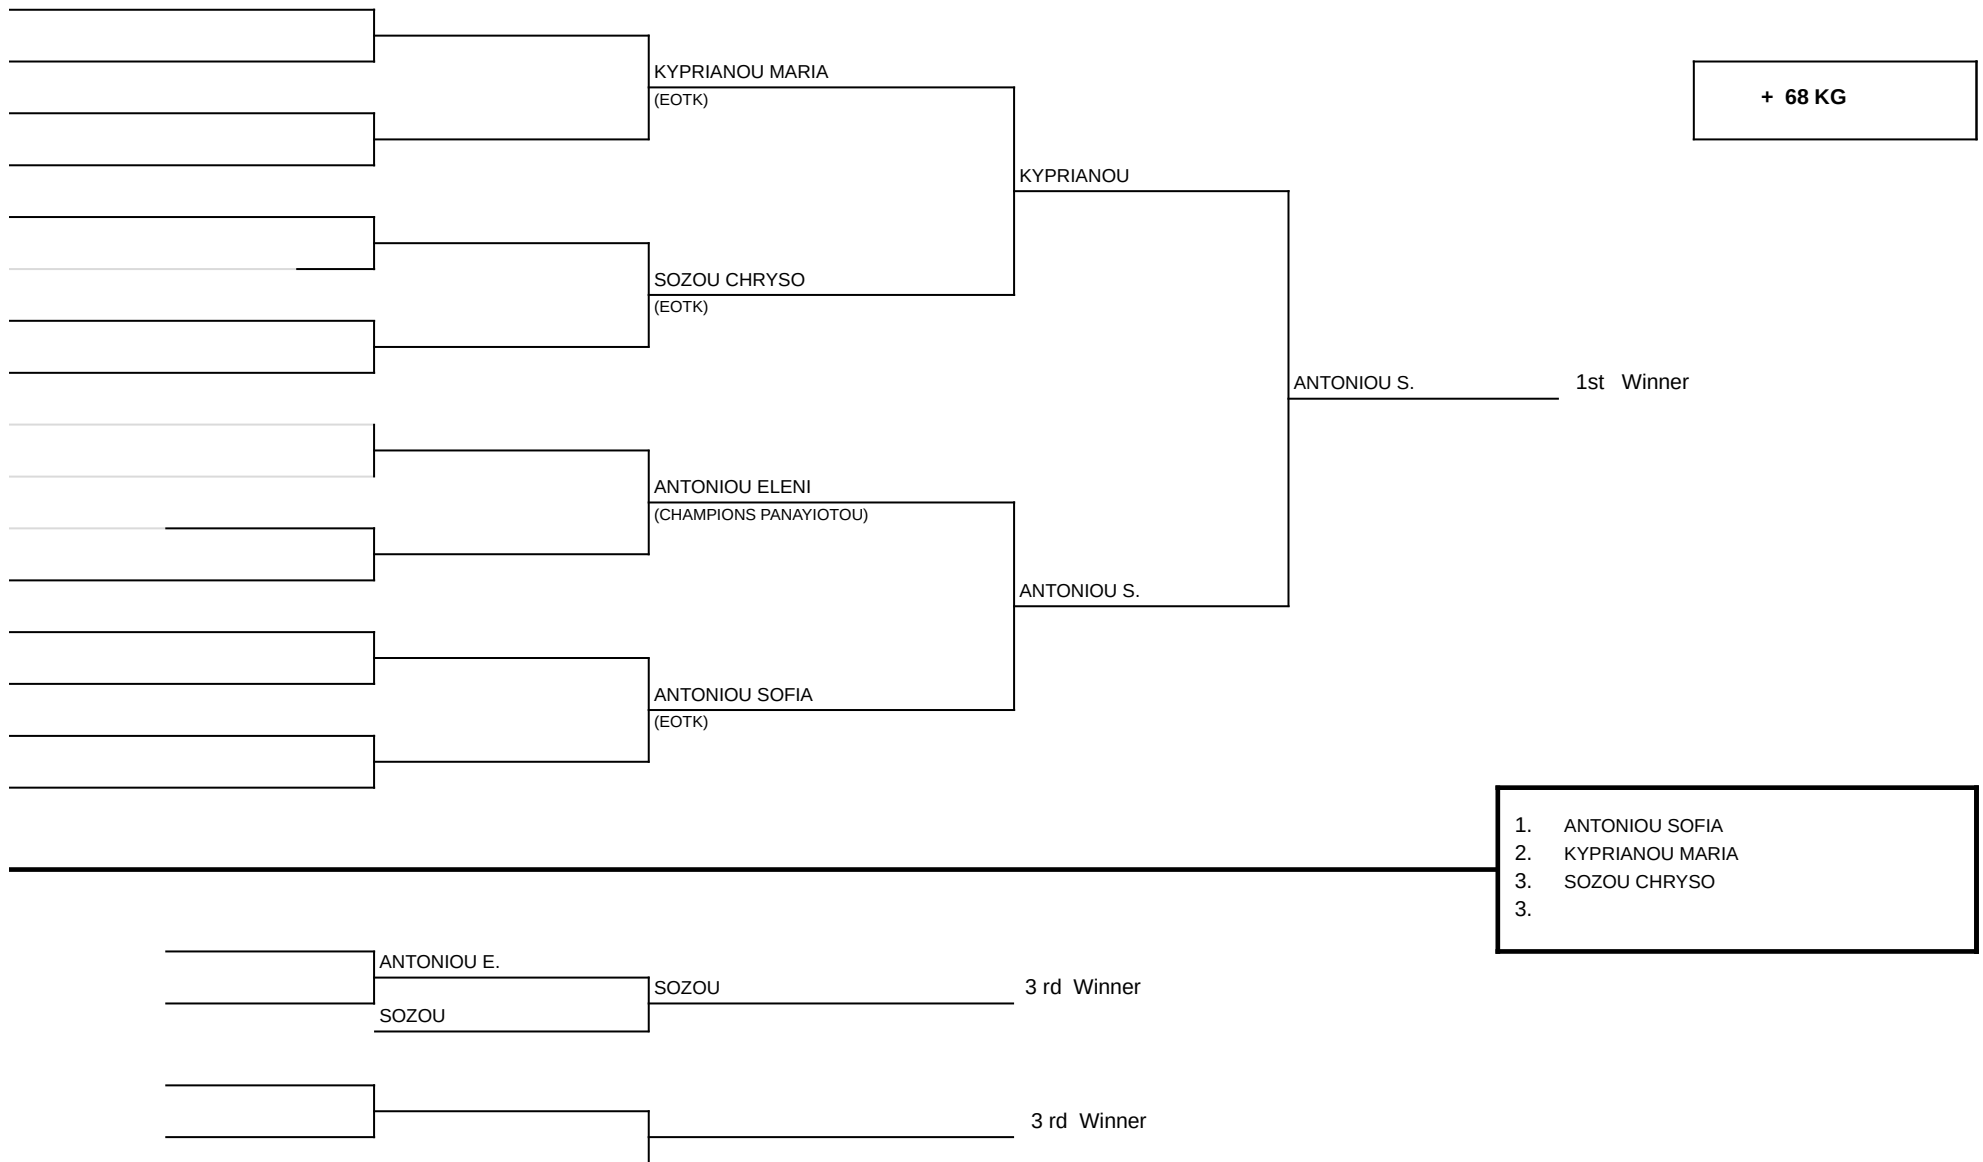 KYPRIANOU MARIA
(EOTK)
+ 68 KG
KYPRIANOU
SOZOU CHRYSO
(EOTK)
ANTONIOU S.
1st Winner
ANTONIOU ELENI
(CHAMPIONS PANAYIOTOU)
ANTONIOU S.
ANTONIOU SOFIA
(EOTK)
1. ANTONIOU SOFIA
2. KYPRIANOU MARIA
3. SOZOU CHRYSO
3.
ANTONIOU E.
SOZOU
3 rd Winner
SOZOU
3 rd Winner